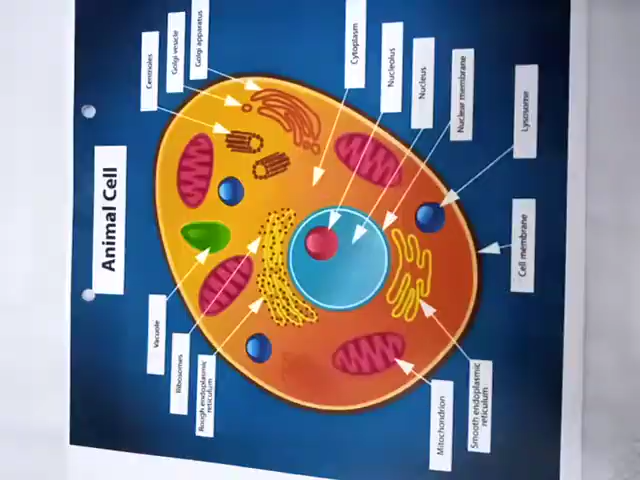 Animal Cell
Centrioles
Golgi vesicle
Golgi apparatus
Cytoplasm
Nucleolus
Nucleus
Nuclear membrane
Lysosome
Cell membrane
Vacuole
Ribosomes
Rough endoplasmic
reticulum
Mitochondrion
Smooth endoplasmic
reticulum